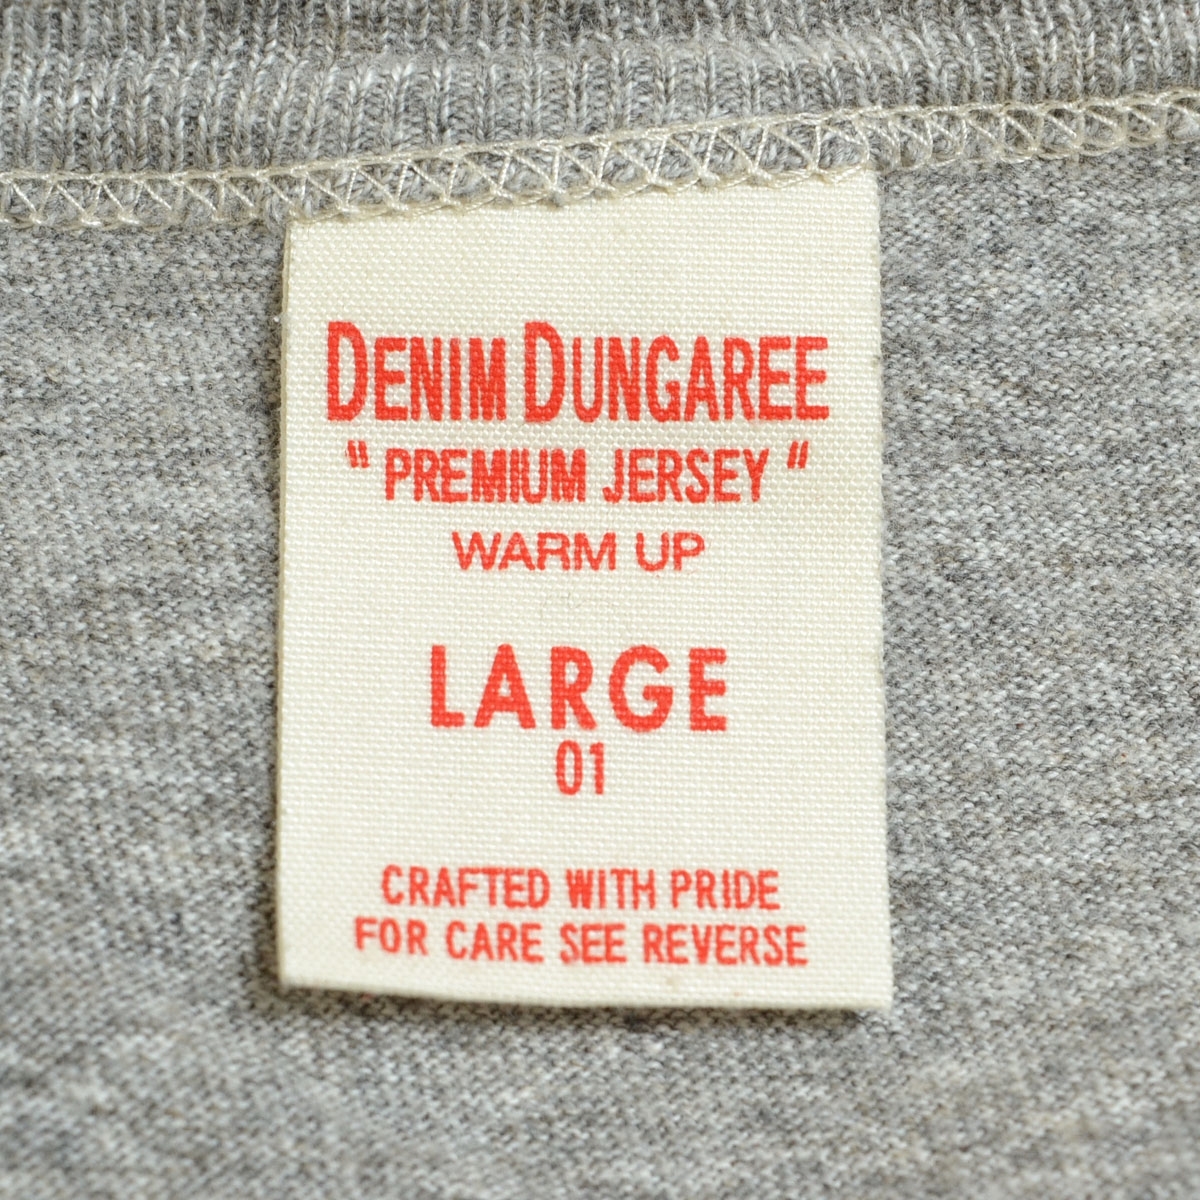 DENIM DUNGAREE
" PREMIUM JERSEY "
WARM UP
LARGE
01
CRAFTED WITH PRIDE
FOR CARE SEE REVERSE